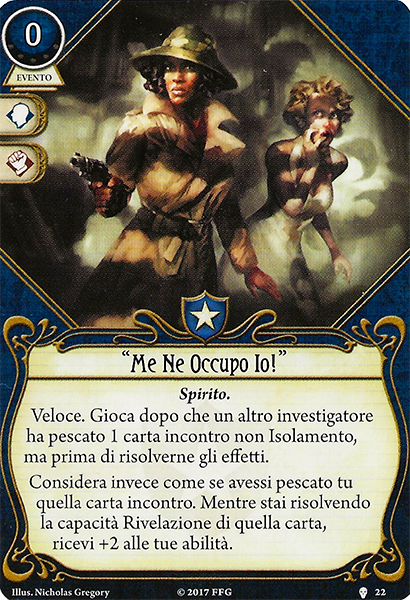 0
EVENTO
“Me Ne Occupo Io!”
Spirito.
Veloce. Gioca dopo che un altro investigatore
ha pescato 1 carta incontro non Isolamento,
ma prima di risolverne gli effetti.
Considera invece come se avessi pescato tu
quella carta incontro. Mentre stai risolvendo
la capacità Rivelazione di quella carta,
ricevi +2 alle tue abilità.
Illus. Nicholas Gregory © 2017 FFG 22